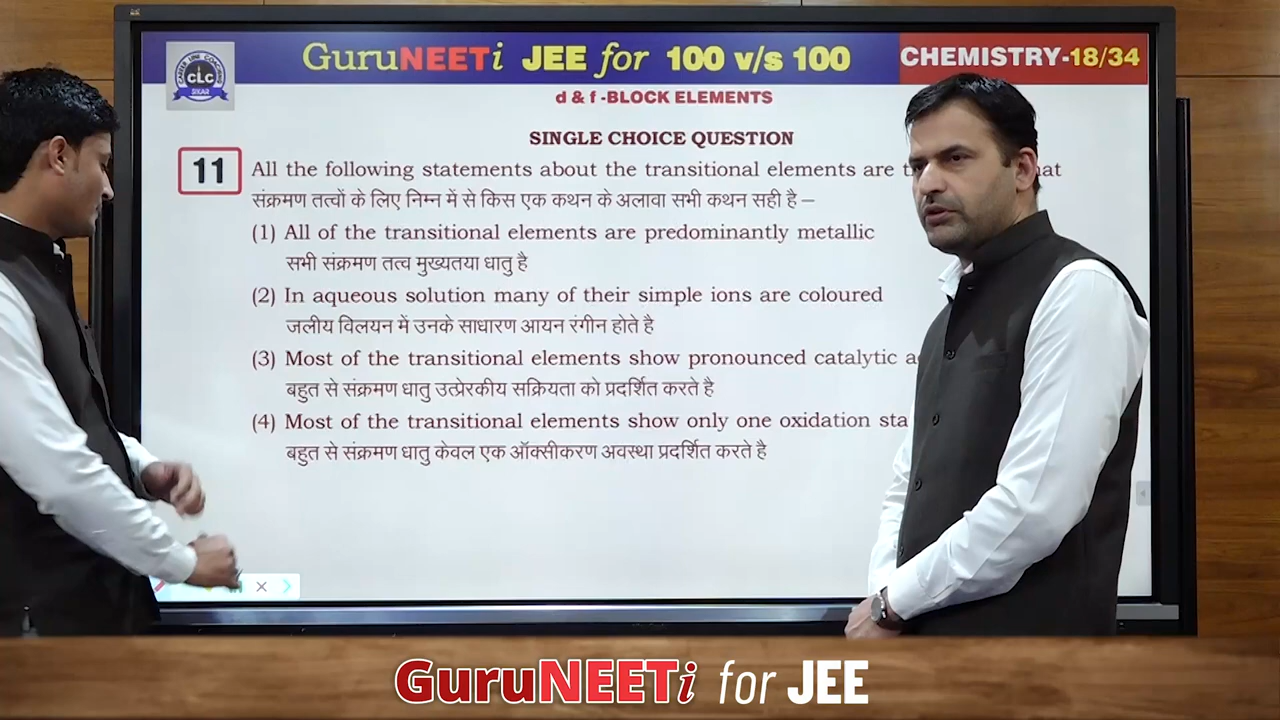 GuruNEETi JEE for 100 v/s 100
CHEMISTRY-18/34
CLC
SIKAR
d & f -BLOCK ELEMENTS
SINGLE CHOICE QUESTION
11 All the following statements about the transitional elements are
संक्रमण तत्वों के लिए निम्न में से किस एक कथन के अलावा सभी कथन सही है –
(1) All of the transitional elements are predominantly metallic
सभी संक्रमण तत्व मुख्यतया धातु है
(2) In aqueous solution many of their simple ions are coloured
जलीय विलयन में उनके साधारण आयन रंगीन होते है
(3) Most of the transitional elements show pronounced catalytic
बहुत से संक्रमण धातु उत्प्रेरकीय सक्रियता को प्रदर्शित करते है
(4) Most of the transitional elements show only one oxidation
बहुत से संक्रमण धातु केवल एक ऑक्सीकरण अवस्था प्रदर्शित करते है
GuruNEETi for JEE